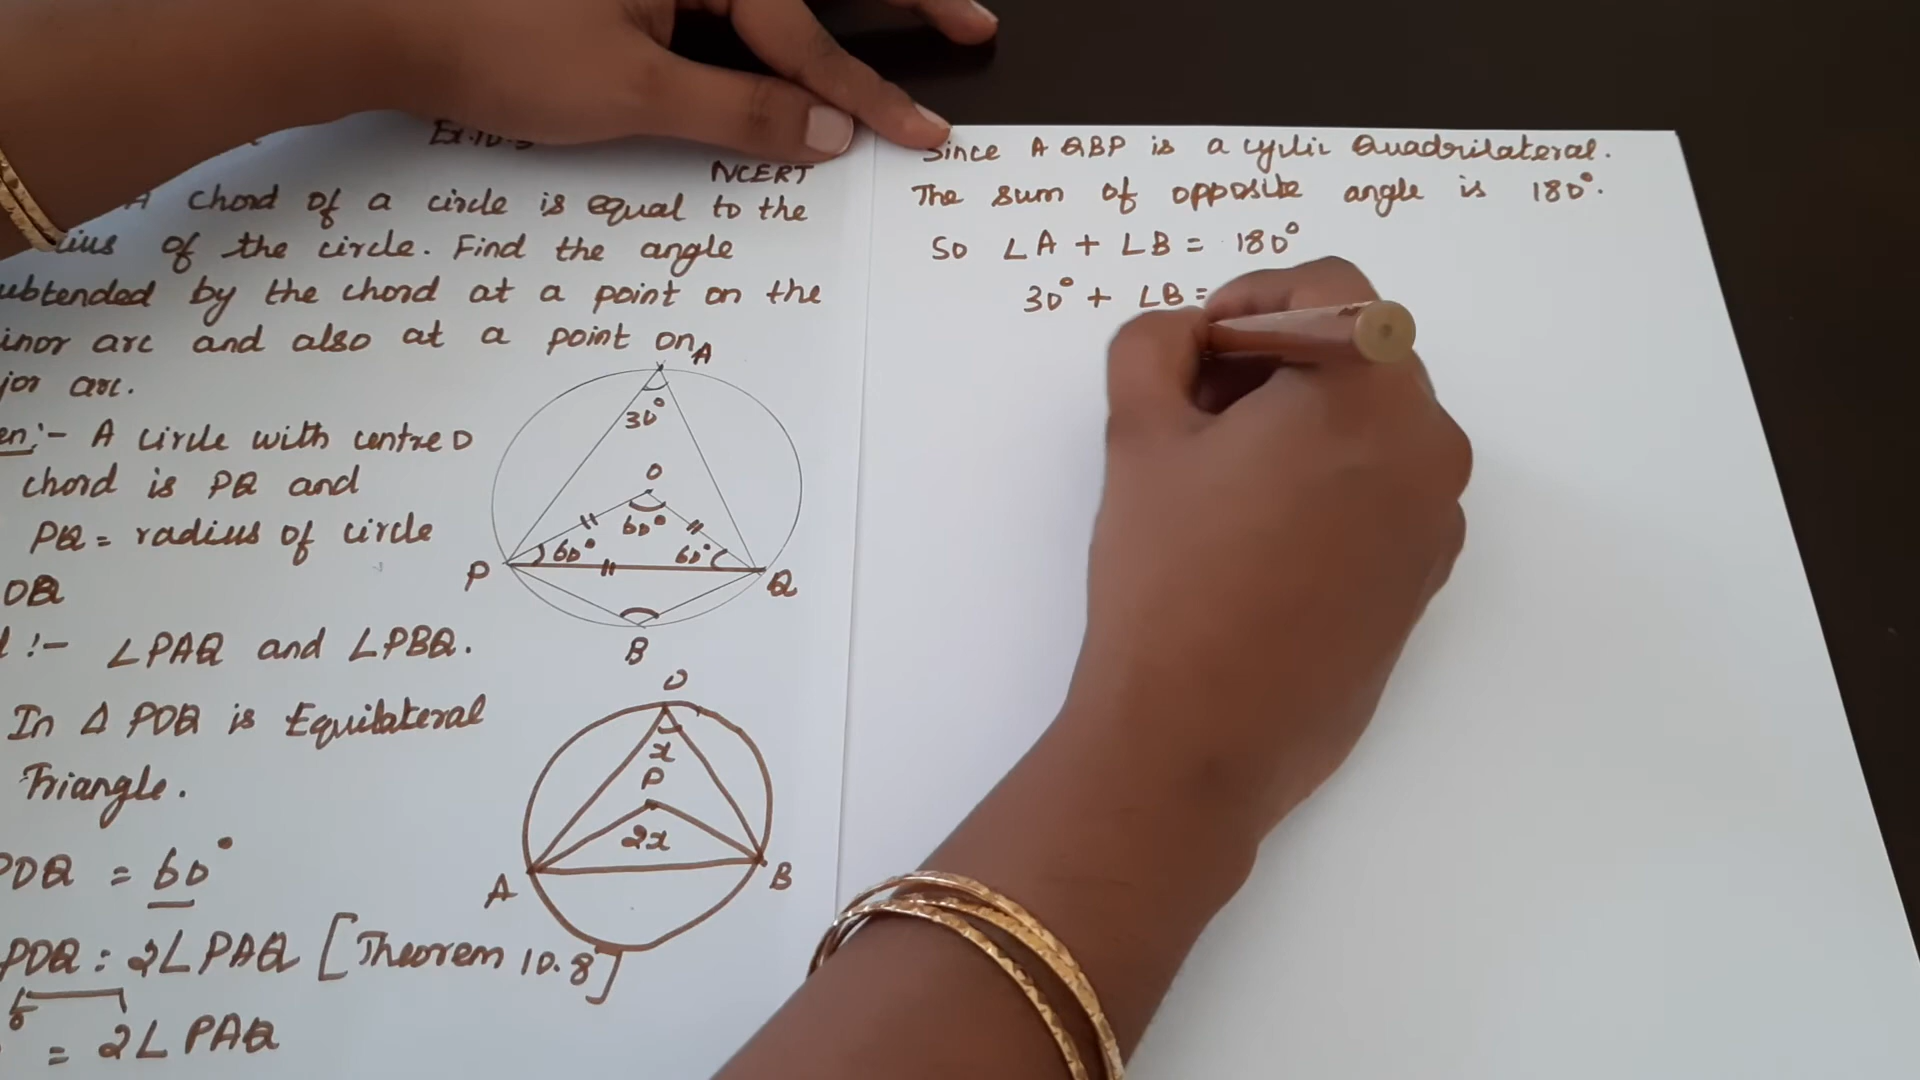 NCERT
A chord of a circle is equal to the
of the circle. Find the angle
ubtended by the chord at a point on the
inor arc and also at a point on
jor arc.
en :- A circle with centre O
chord is PQ and
PQ = radius of circle
OQ
:- ∠PAQ and ∠PBQ.
In Δ POQ is Equilateral
Triangle.
POQ = 60°
POQ = 2∠PAQ [Theorem 10.8]
= 2∠PAQ
A
30°
O
60°
60°
60°
P
Q
B
O
x
P
2x
A
B
Since AQBP is a cyclic Quadrilateral.
The sum of opposite angle is 180°.
So ∠A + ∠B = 180°
30° + ∠B =